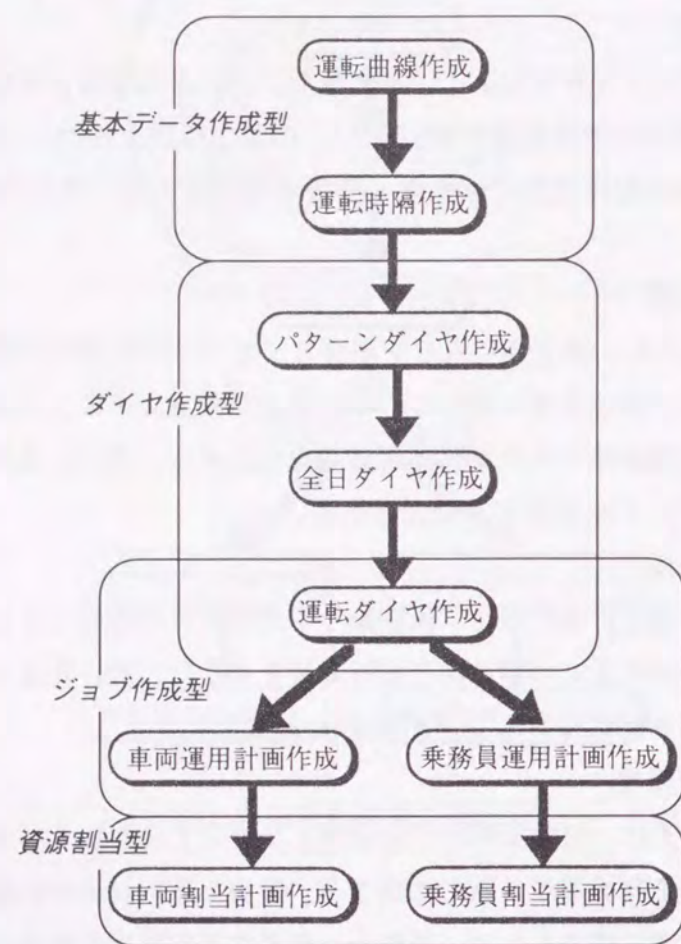 運転曲線作成
基本データ作成型
運転時隔作成
パターンダイヤ作成
ダイヤ作成型
全日ダイヤ作成
運転ダイヤ作成
ジョブ作成型
車両運用計画作成
乗務員運用計画作成
資源割当型
車両割当計画作成
乗務員割当計画作成